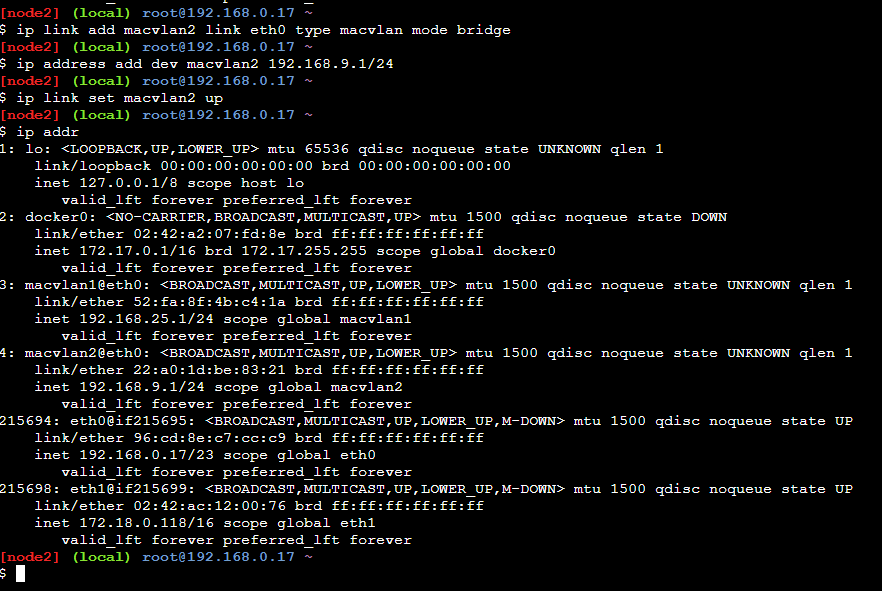 [node2] (local) root@192.168.0.17 ~
$ ip link add macvlan2 link eth0 type macvlan mode bridge
[node2] (local) root@192.168.0.17 ~
$ ip address add dev macvlan2 192.168.9.1/24
[node2] (local) root@192.168.0.17 ~
$ ip link set macvlan2 up
[node2] (local) root@192.168.0.17 ~
$ ip addr
1: lo: <LOOPBACK,UP,LOWER_UP> mtu 65536 qdisc noqueue state UNKNOWN qlen 1
    link/loopback 00:00:00:00:00:00 brd 00:00:00:00:00:00
    inet 127.0.0.1/8 scope host lo
       valid_lft forever preferred_lft forever
2: docker0: <NO-CARRIER,BROADCAST,MULTICAST,UP> mtu 1500 qdisc noqueue state DOWN
    link/ether 02:42:a2:07:fd:8e brd ff:ff:ff:ff:ff:ff
    inet 172.17.0.1/16 brd 172.17.255.255 scope global docker0
       valid_lft forever preferred_lft forever
3: macvlan1@eth0: <BROADCAST,MULTICAST,UP,LOWER_UP> mtu 1500 qdisc noqueue state UNKNOWN qlen 1
    link/ether 52:fa:8f:4b:c4:1a brd ff:ff:ff:ff:ff:ff
    inet 192.168.25.1/24 scope global macvlan1
       valid_lft forever preferred_lft forever
4: macvlan2@eth0: <BROADCAST,MULTICAST,UP,LOWER_UP> mtu 1500 qdisc noqueue state UNKNOWN qlen 1
    link/ether 22:a0:1d:be:83:21 brd ff:ff:ff:ff:ff:ff
    inet 192.168.9.1/24 scope global macvlan2
       valid_lft forever preferred_lft forever
215694: eth0@if215695: <BROADCAST,MULTICAST,UP,LOWER_UP,M-DOWN> mtu 1500 qdisc noqueue state UP
    link/ether 96:cd:8e:c7:cc:c9 brd ff:ff:ff:ff:ff:ff
    inet 192.168.0.17/23 scope global eth0
       valid_lft forever preferred_lft forever
215698: eth1@if215699: <BROADCAST,MULTICAST,UP,LOWER_UP,M-DOWN> mtu 1500 qdisc noqueue state UP
    link/ether 02:42:ac:12:00:76 brd ff:ff:ff:ff:ff:ff
    inet 172.18.0.118/16 scope global eth1
       valid_lft forever preferred_lft forever
[node2] (local) root@192.168.0.17 ~
$